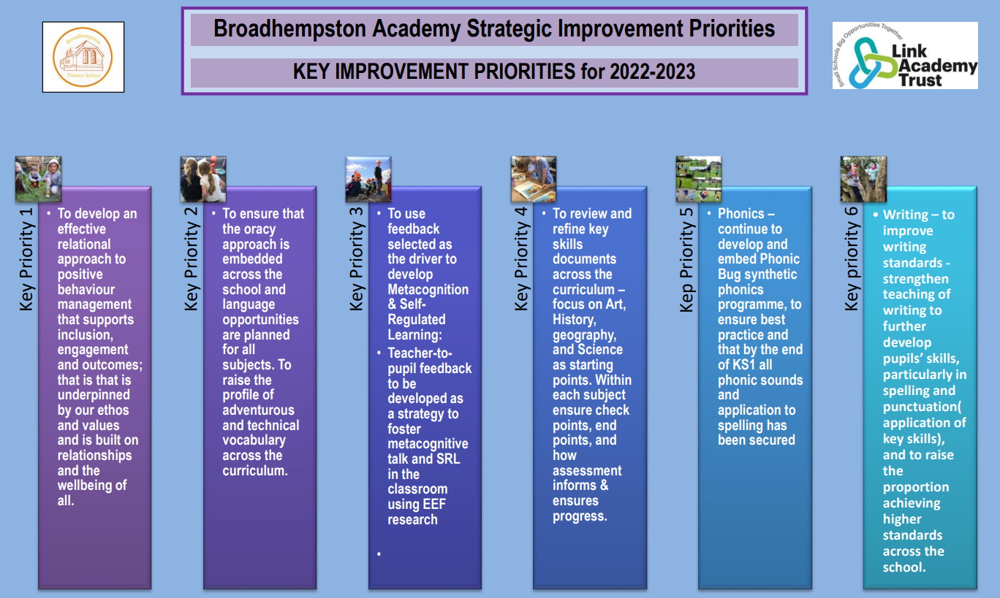 Broadhempston
Primary School
Broadhempston Academy Strategic Improvement Priorities
KEY IMPROVEMENT PRIORITIES for 2022-2023
Small Schools Big Opportunities Together
Link
Academy
Trust
Key Priority 1
• To develop an
effective
relational
approach to
positive
behaviour
management
that supports
inclusion,
engagement
and outcomes;
that is that is
underpinned
by our ethos
and values
and is built on
relationships
and the
wellbeing of
all.
Key Priority 2
• To ensure that
the oracy
approach is
embedded
across the
school and
language
opportunities
are planned
for all
subjects. To
raise the
profile of
adventurous
and technical
vocabulary
across the
curriculum.
Key Priority 3
• To use
feedback
selected as
the driver to
develop
Metacognition
& Self-
Regulated
Learning:
• Teacher-to-
pupil feedback
to be
developed as
a strategy to
foster
metacognitive
talk and SRL
in the
classroom
using EEF
research
•
Key Priority 4
• To review and
refine key
skills
documents
across the
curriculum –
focus on Art,
History,
geography,
and Science
as starting
points. Within
each subject
ensure check
points, end
points, and
how
assessment
informs &
ensures
progress.
Kep Priority 5
• Phonics –
continue to
develop and
embed Phonic
Bug synthetic
phonics
programme, to
ensure best
practice and
that by the end
of KS1 all
phonic sounds
and
application to
spelling has
been secured
Key priority 6
• Writing – to
improve
writing
standards -
strengthen
teaching of
writing to
further
develop
pupils’ skills,
particularly in
spelling and
punctuation(
application of
key skills),
and to raise
the
proportion
achieving
higher
standards
across the
school.